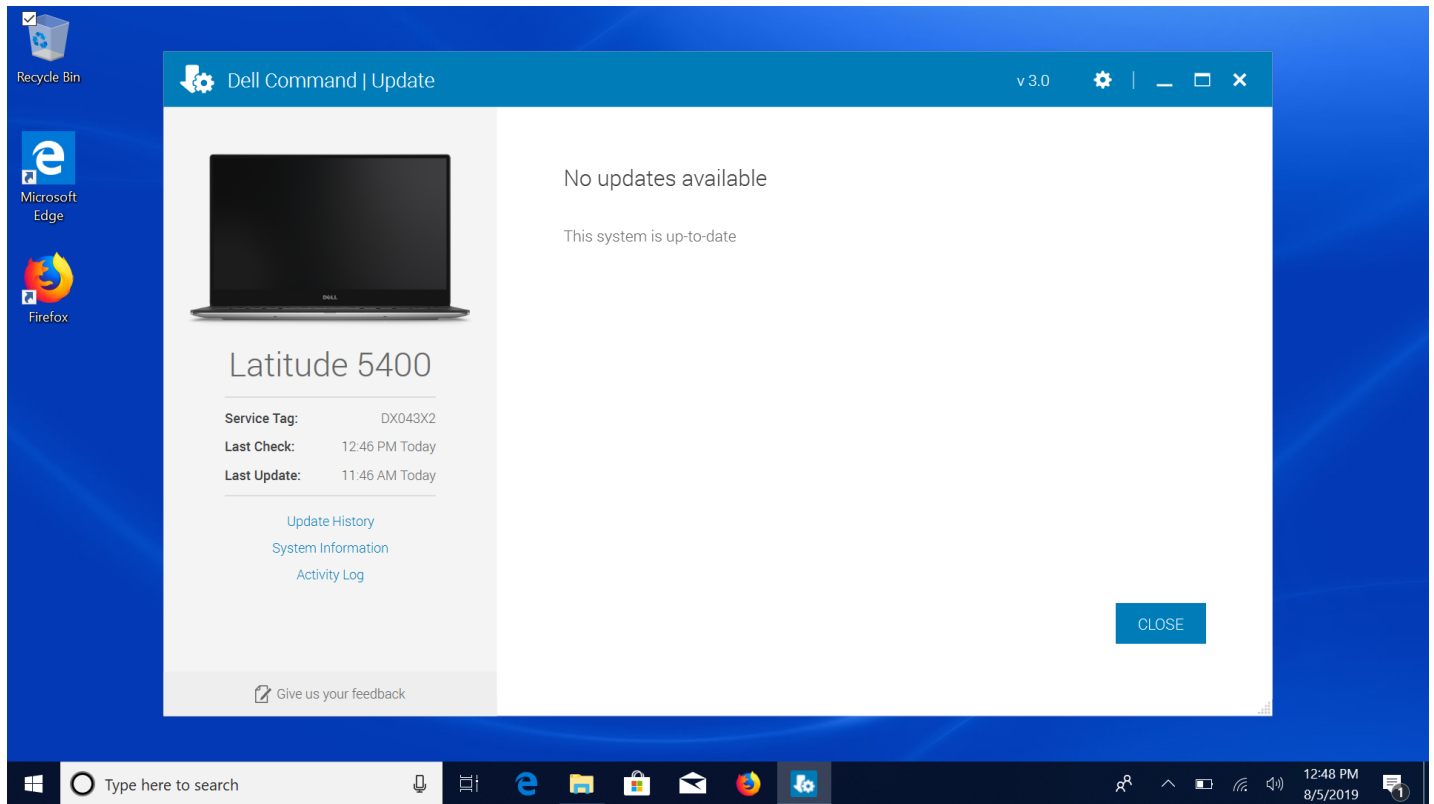 Recycle Bin
Microsoft
Edge
Firefox
Dell Command | Update
v 3.0
DELL
Latitude 5400
Service Tag: DX043X2
Last Check: 12:46 PM Today
Last Update: 11:46 AM Today
Update History
System Information
Activity Log
Give us your feedback
No updates available
This system is up-to-date
CLOSE
Type here to search
12:48 PM
8/5/2019
1